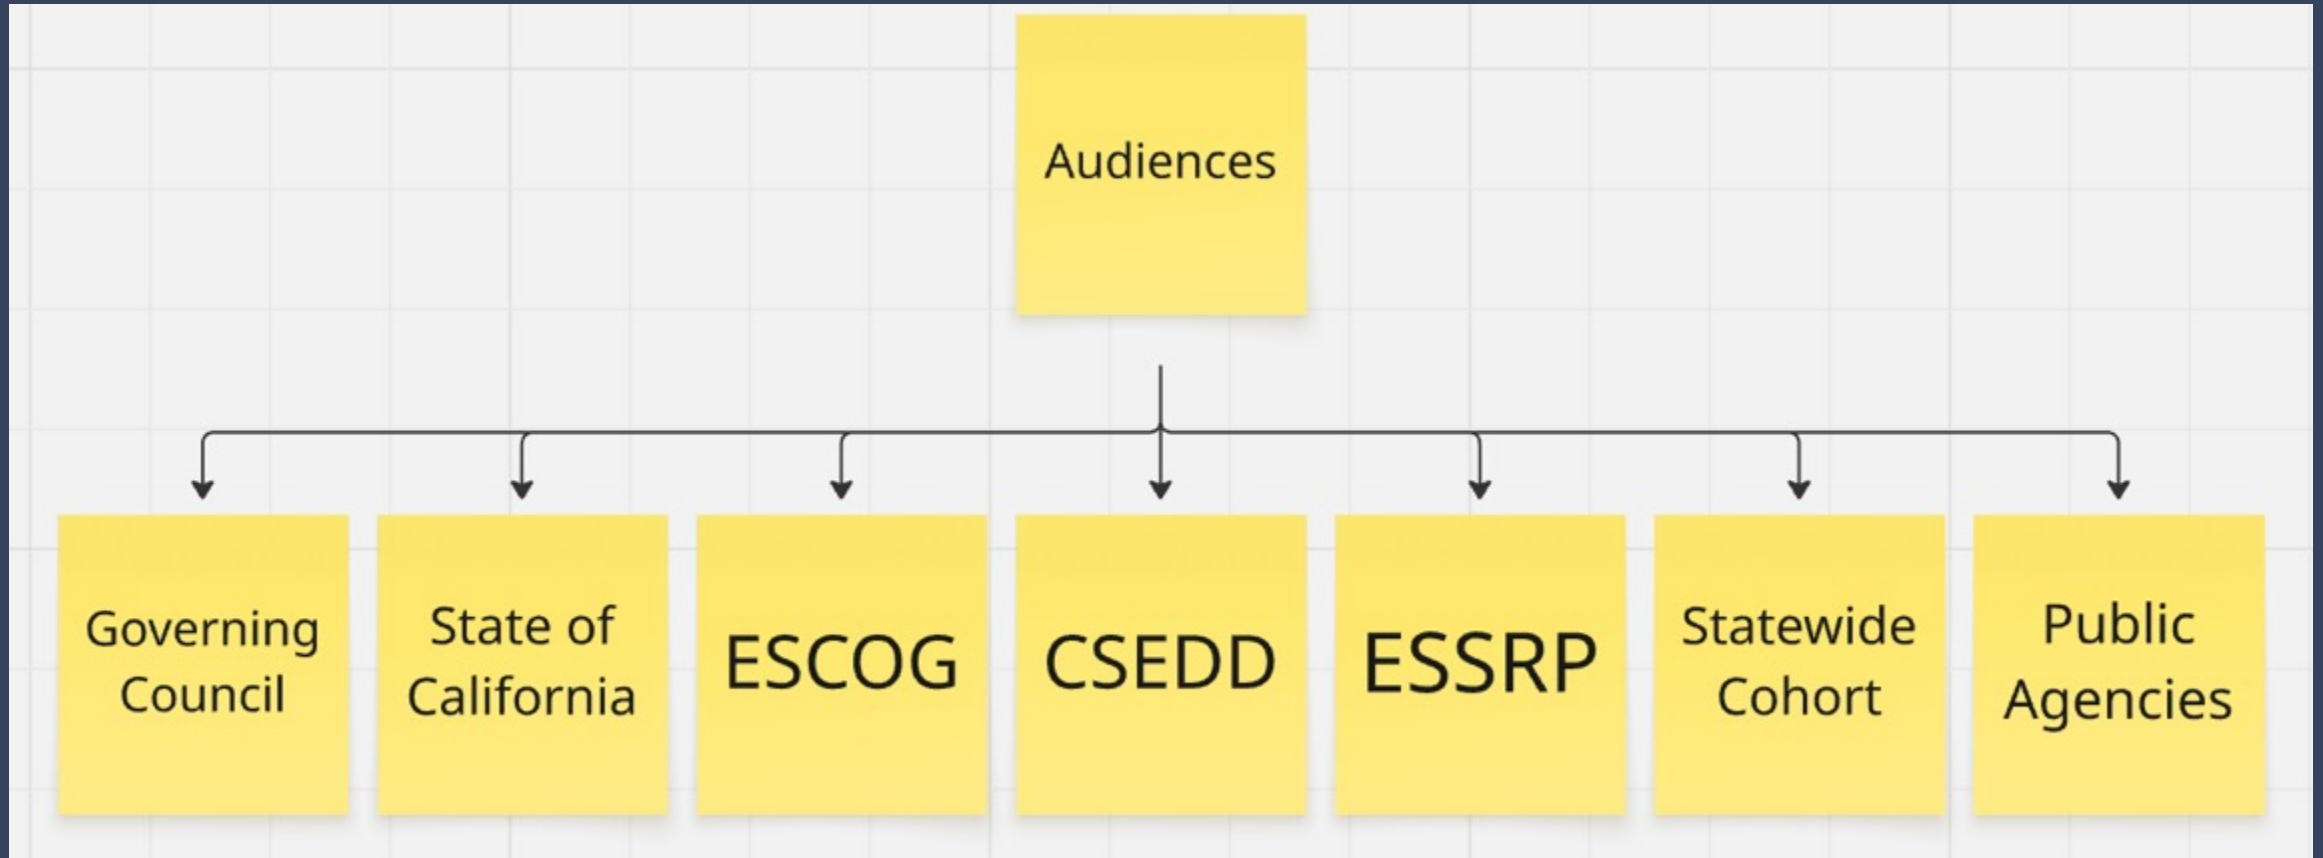 Audiences
Governing
Council
State of
California
ESCOG
CSEDD
ESSRP
Statewide
Cohort
Public
Agencies